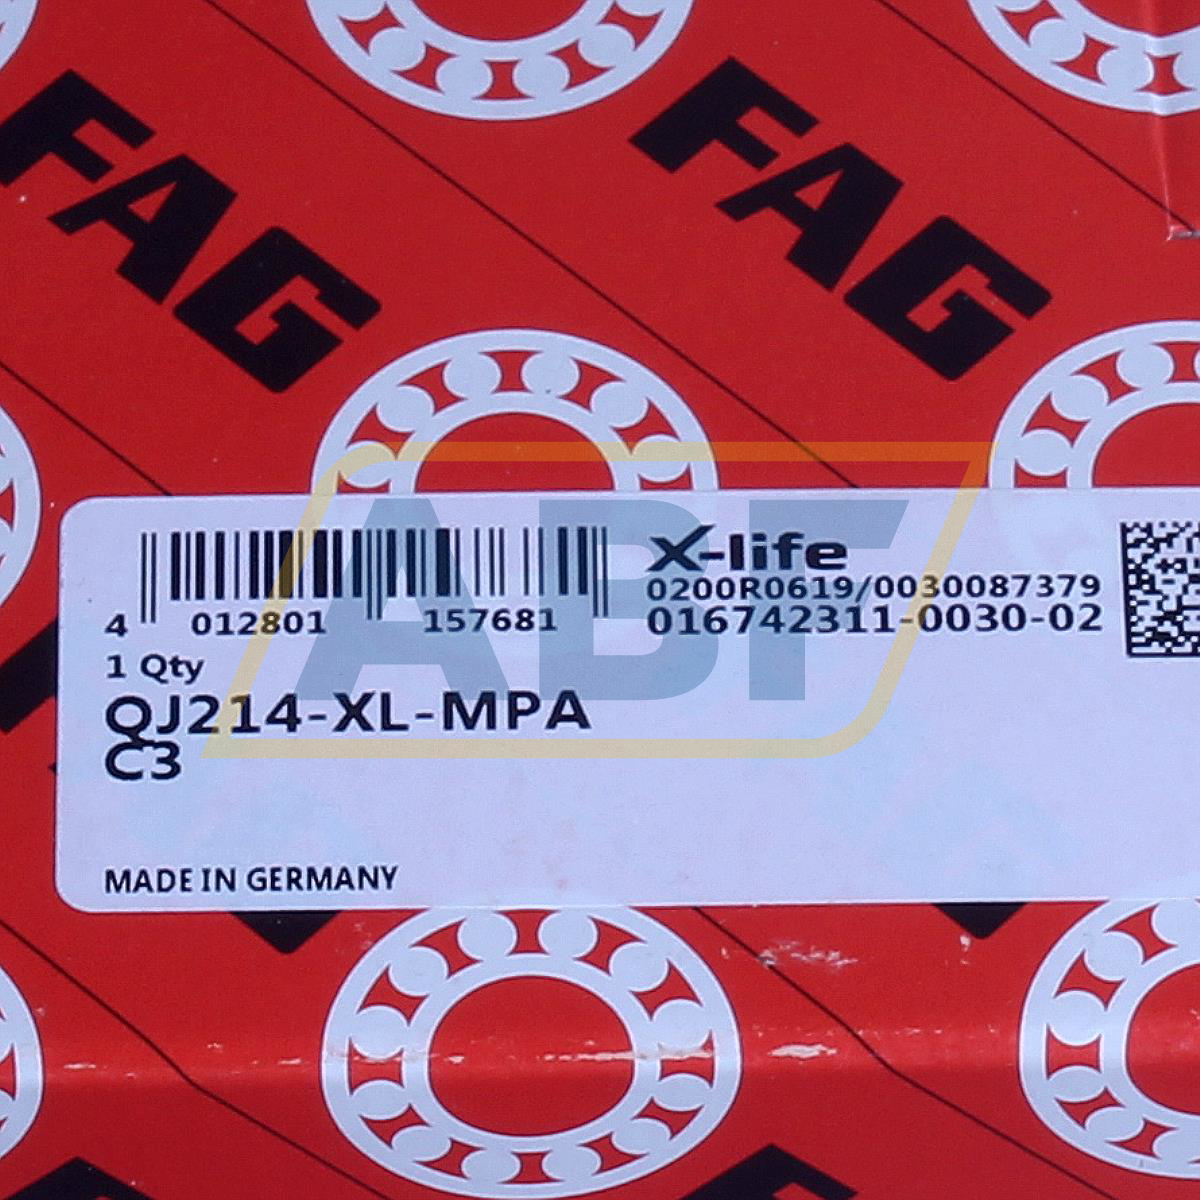 FAG
FAG
X-life
0200R0619/0030087379
016742311-0030-02
4 012801 157681
1 Qty
QJ214-XL-MPA
C3
MADE IN GERMANY
ABF